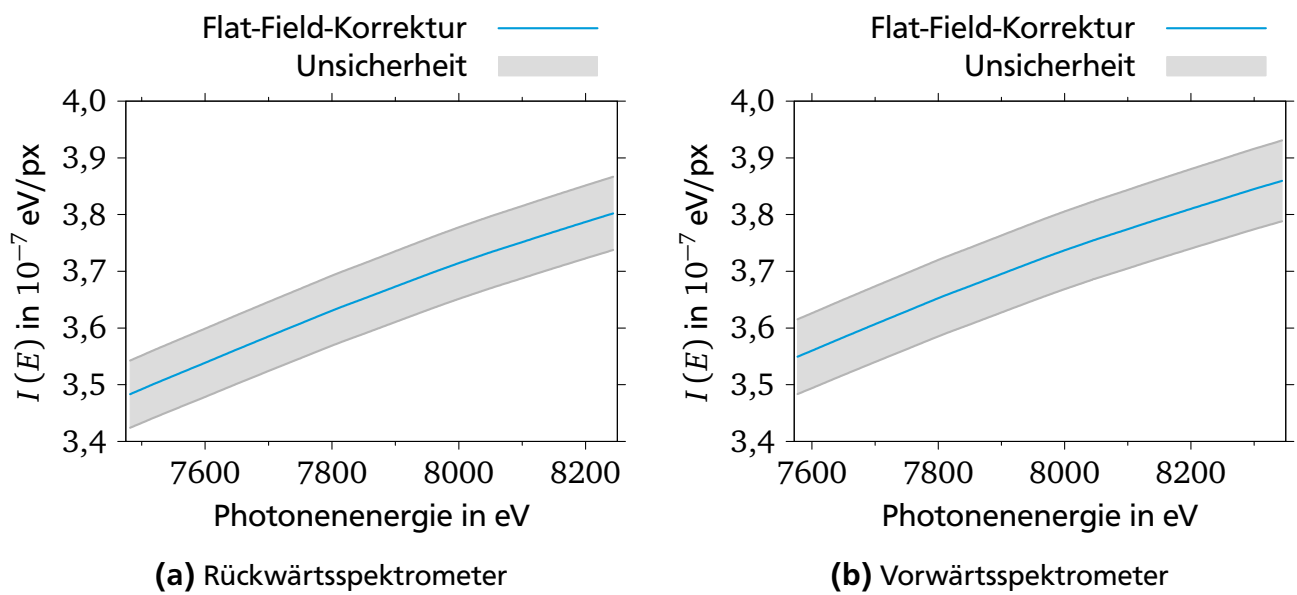 Flat-Field-Korrektur
Unsicherheit
4,0
3,9
3,8
3,7
3,6
3,5
3,4
I (E) in 10⁻⁷ eV/px
7600 7800 8000 8200
Photonenenergie in eV
(a) Rückwärtsspektrometer
Flat-Field-Korrektur
Unsicherheit
4,0
3,9
3,8
3,7
3,6
3,5
3,4
I (E) in 10⁻⁷ eV/px
7600 7800 8000 8200
Photonenenergie in eV
(b) Vorwärtsspektrometer